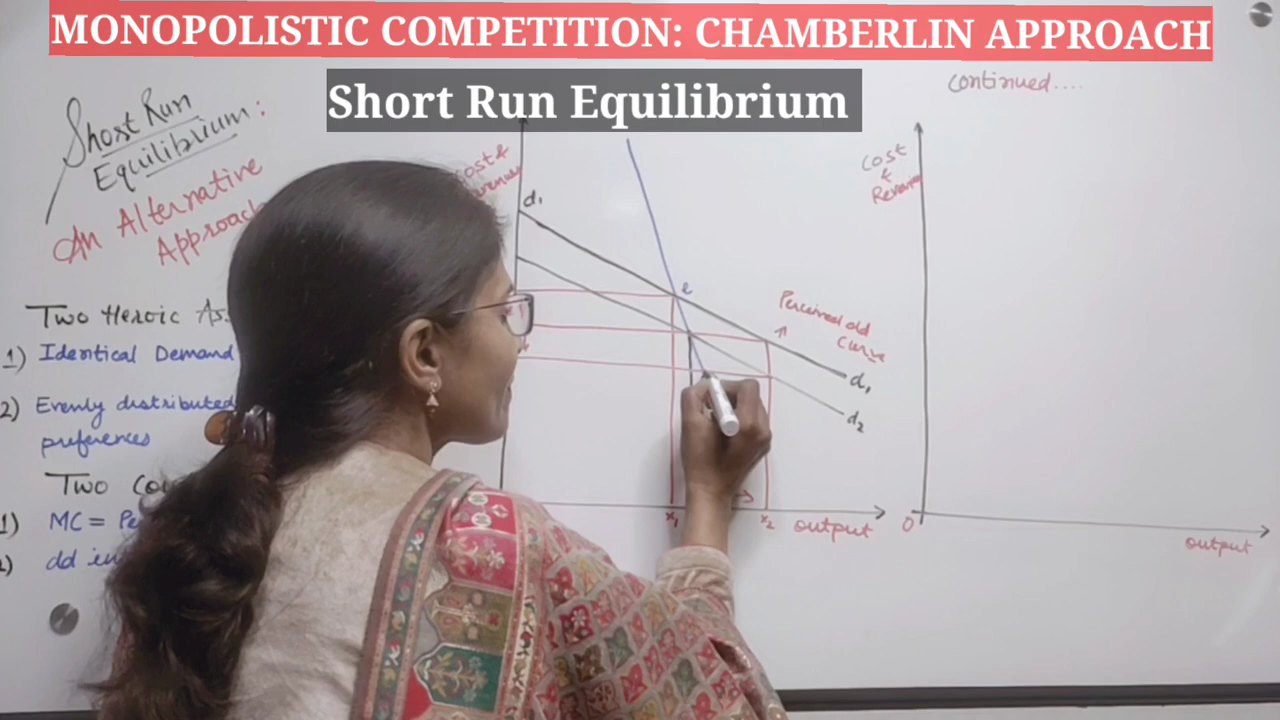 MONOPOLISTIC COMPETITION: CHAMBERLIN APPROACH
Short Run Equilibrium
continued....
Short Run
Equilibrium:
An Alternative
Approach
Two Heroic As
1) Identical Demand
2) Evenly distributed
preferences
Two
1) MC =
dd
Cost &
d₁
e
Perceived dd
Curve
d₁
d₂
x₁
x₂
output
Cost
&
Revenue
0
output